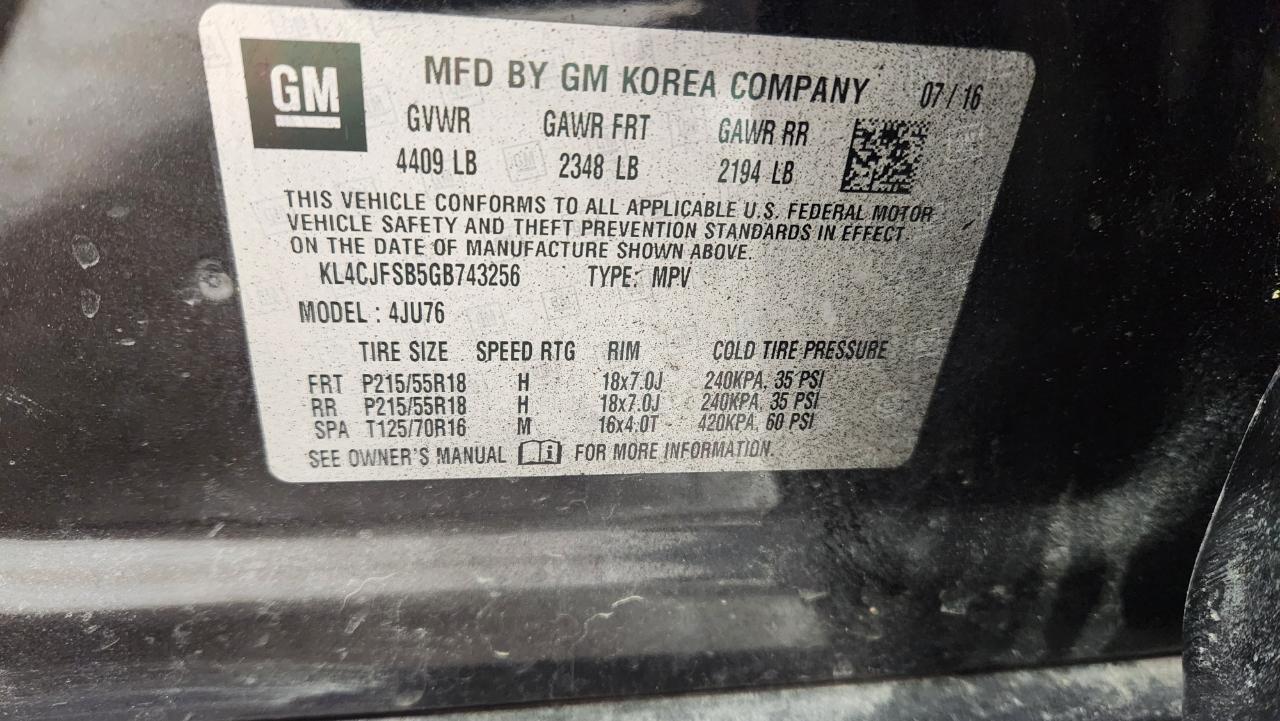 GM
MFD BY GM KOREA COMPANY 07 / 16
GVWR GAWR FRT GAWR RR
4409 LB 2348 LB 2194 LB
THIS VEHICLE CONFORMS TO ALL APPLICABLE U.S. FEDERAL MOTOR
VEHICLE SAFETY AND THEFT PREVENTION STANDARDS IN EFFECT
ON THE DATE OF MANUFACTURE SHOWN ABOVE.
KL4CJFSB5GB743256 TYPE: MPV
MODEL : 4JU76
TIRE SIZE SPEED RTG RIM COLD TIRE PRESSURE
FRT P215/55R18 H 18x7.0J 240KPA, 35 PSI
RR P215/55R18 H 18x7.0J 240KPA, 35 PSI
SPA T125/70R16 M 16x4.0T 420KPA, 60 PSI
SEE OWNER'S MANUAL i FOR MORE INFORMATION.